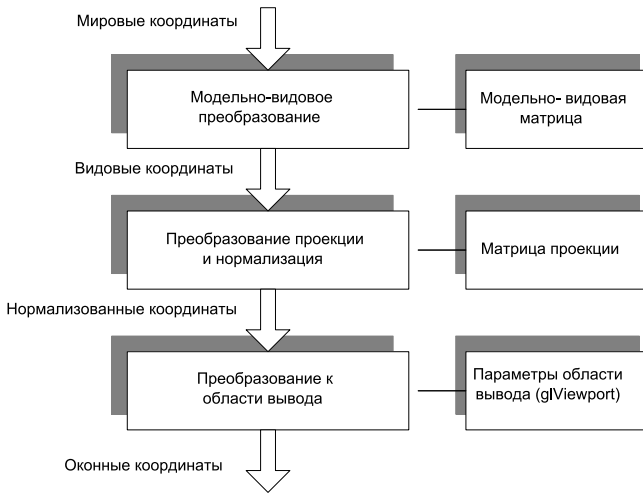 Мировые координаты
Модельно-видовое
преобразование
Модельно- видовая
матрица
Видовые координаты
Преобразование проекции
и нормализация
Матрица проекции
Нормализованные координаты
Преобразование к
области вывода
Параметры области
вывода (glViewport)
Оконные координаты